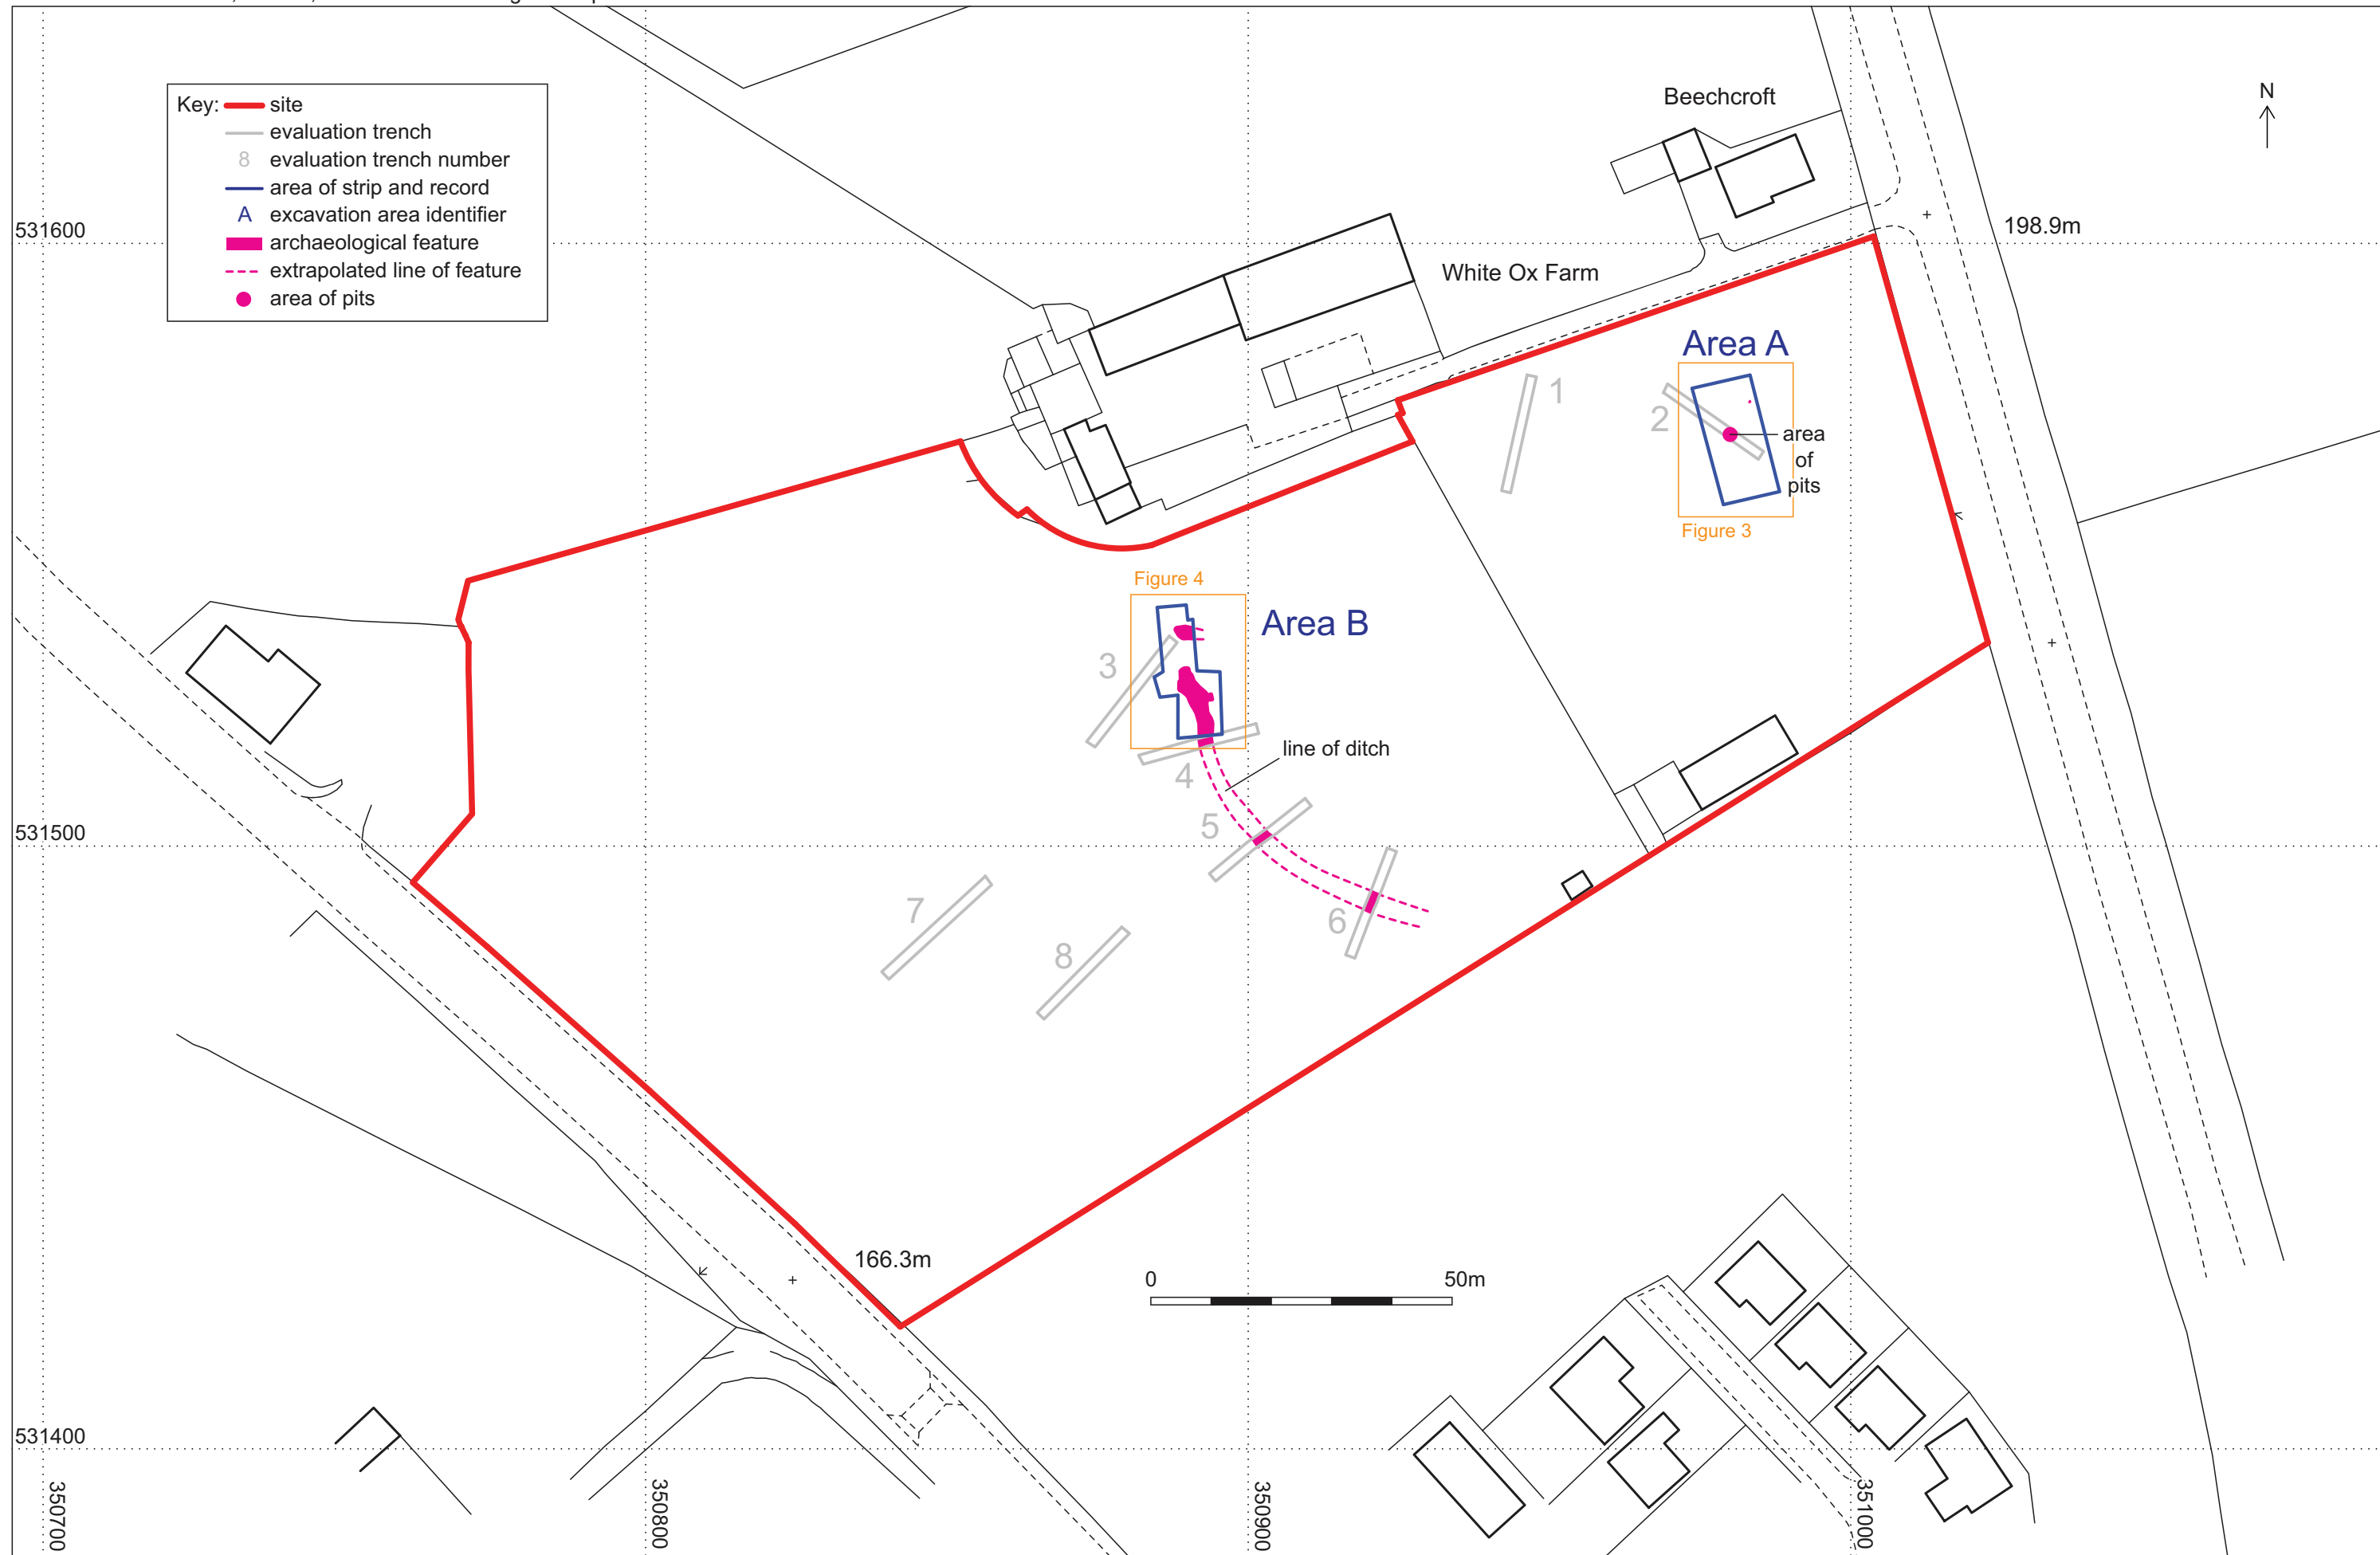 Key: site
evaluation trench
8 evaluation trench number
area of strip and record
A excavation area identifier
archaeological feature
extrapolated line of feature
area of pits
Beechcroft
N
531600
198.9m
White Ox Farm
Area A
1
2
area
of
pits
Figure 3
Figure 4
Area B
3
line of ditch
4
5
531500
6
7
8
166.3m
0 50m
531400
350700
350800
350900
351000